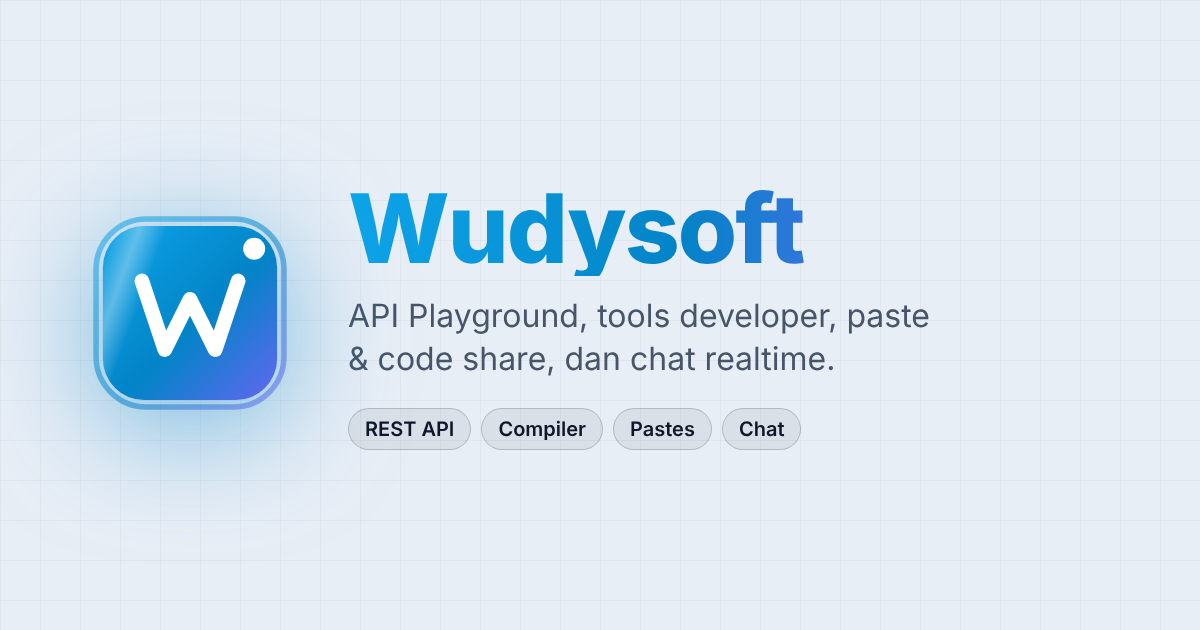 W
Wudysoft
API Playground, tools developer, paste
& code share, dan chat realtime.
REST API
Compiler
Pastes
Chat